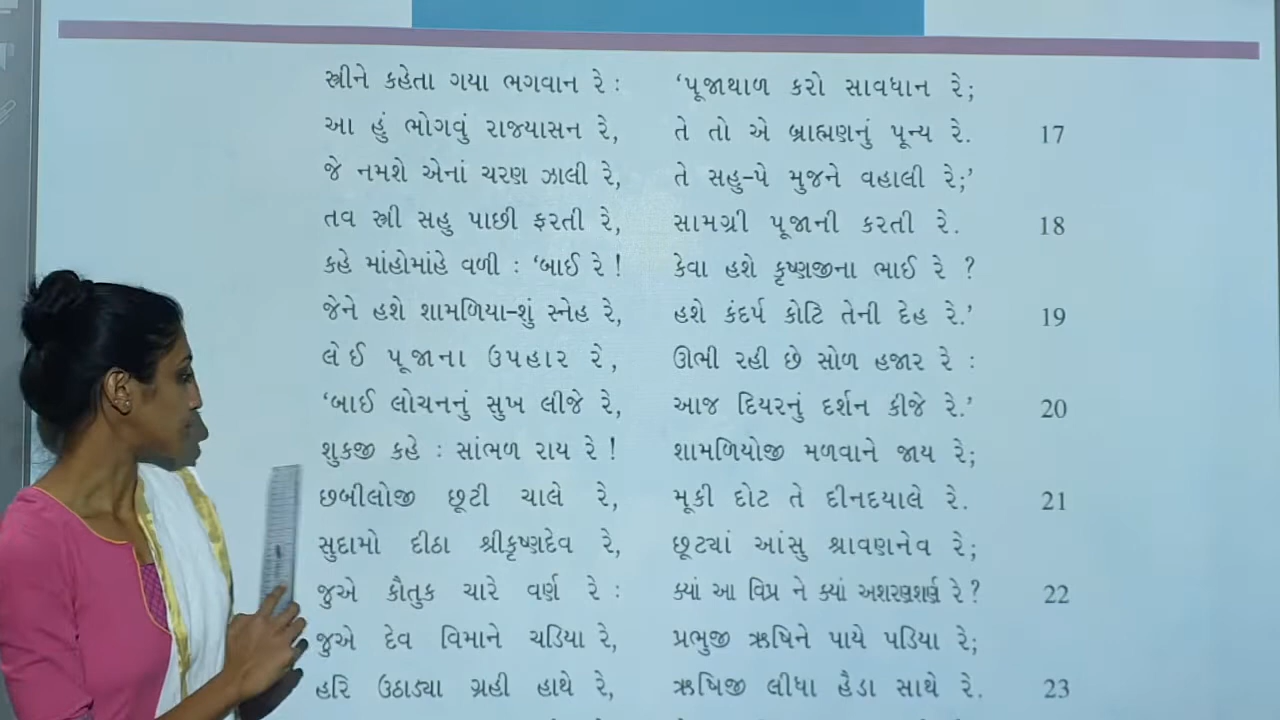 સ્ત્રીને કહેતા ગયા ભગવાન રે : ‘પૂજાથાળ કરો સાવધાન રે;
આ હું ભોગવું રાજ્યાસન રે, તે તો એ બ્રાહ્મણનું પૂન્ય રે. 17
જે નમશે એનાં ચરણ ઝાલી રે, તે સહુ-પે મુજને વહાલી રે;’
તવ સ્ત્રી સહુ પાછી ફરતી રે, સામગ્રી પૂજાની કરતી રે. 18
કહે માંહોમાંહે વળી : ‘બાઈ રે ! કેવા હશે કૃષ્ણજીના ભાઈ રે ?
જેને હશે શામળિયા-શું સ્નેહ રે, હશે કંદર્પ કોટિ તેની દેહ રે.’ 19
લેઈ પૂજાના ઉપહાર રે, ઊભી રહી છે સોળ હજાર રે :
‘બાઈ લોચનનું સુખ લીજે રે, આજ દિયરનું દર્શન કીજે રે.’ 20
શુકજી કહે : સાંભળ રાય રે ! શામળિયોજી મળવાને જાય રે;
છબીલોજી છૂટી ચાલે રે, મૂકી દોટ તે દીનદયાલે રે. 21
સુદામો દીઠા શ્રીકૃષ્ણદેવ રે, છૂટ્યાં આંસુ શ્રાવણનેવ રે;
જુએ કૌતુક ચારે વર્ણ રે : ક્યાં આ વિપ્ર ને ક્યાં અશરણશર્ણ રે ? 22
જુએ દેવ વિમાને ચડિયા રે, પ્રભુજી ઋષિને પાયે પડિયા રે;
હરિ ઉઠાડ્યા ગ્રહી હાથે રે, ઋષિજી લીધા હૈડા સાથે રે. 23